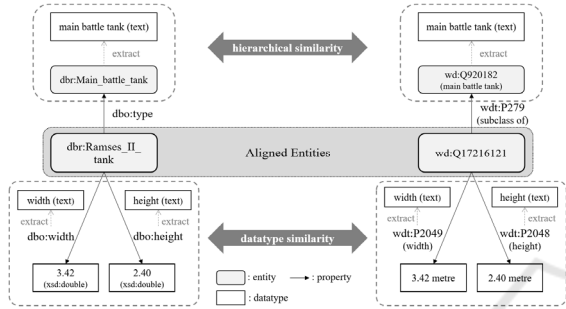 main battle tank (text)
extract
dbr:Main_battle_tank
dbo:type
hierarchical similarity
main battle tank (text)
extract
wd:Q920182
(main battle tank)
wdt:P279
(subclass of)
dbr:Ramses_II_
tank
Aligned Entities
wd:Q17216121
width (text)
height (text)
extract
extract
dbo:width
dbo:height
3.42
(xsd:double)
2.40
(xsd:double)
datatype similarity
: entity
: property
: datatype
width (text)
height (text)
extract
extract
wdt:P2049
(width)
wdt:P2048
(height)
3.42 metre
2.40 metre